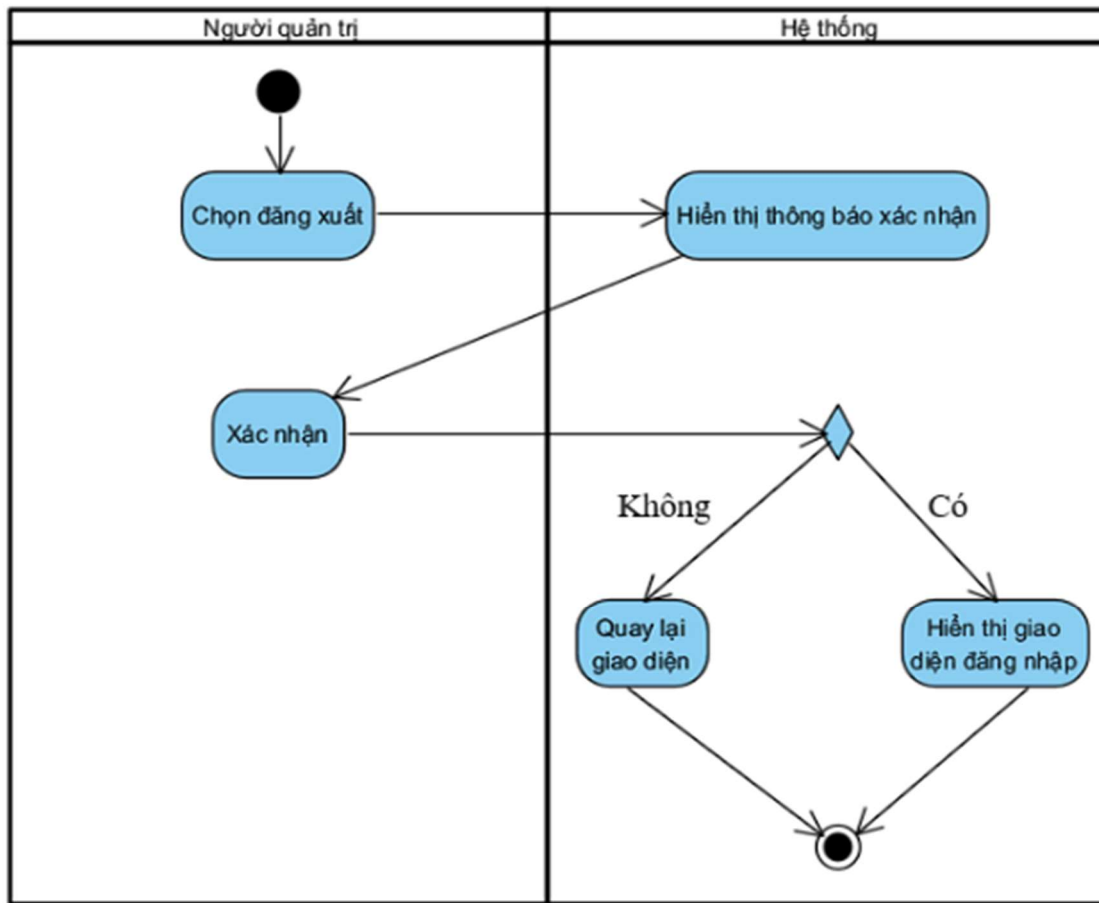 Người quản trị
Hệ thống
Chọn đăng xuất
Hiển thị thông báo xác nhận
Xác nhận
Không
Có
Quay lại
giao diện
Hiển thị giao
diện đăng nhập